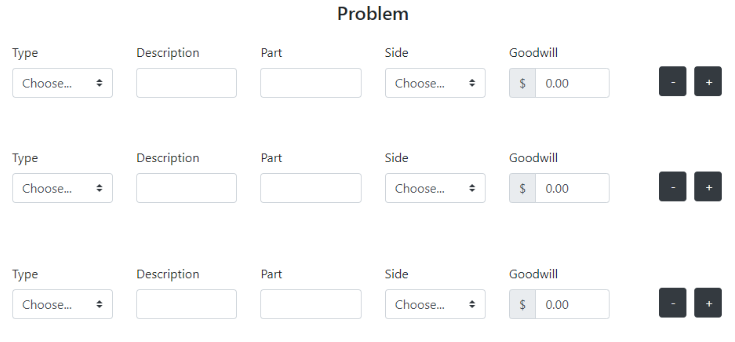 Problem
Type Description Part Side Goodwill
Choose... Choose... $ 0.00 - +
Type Description Part Side Goodwill
Choose... Choose... $ 0.00 - +
Type Description Part Side Goodwill
Choose... Choose... $ 0.00 - +